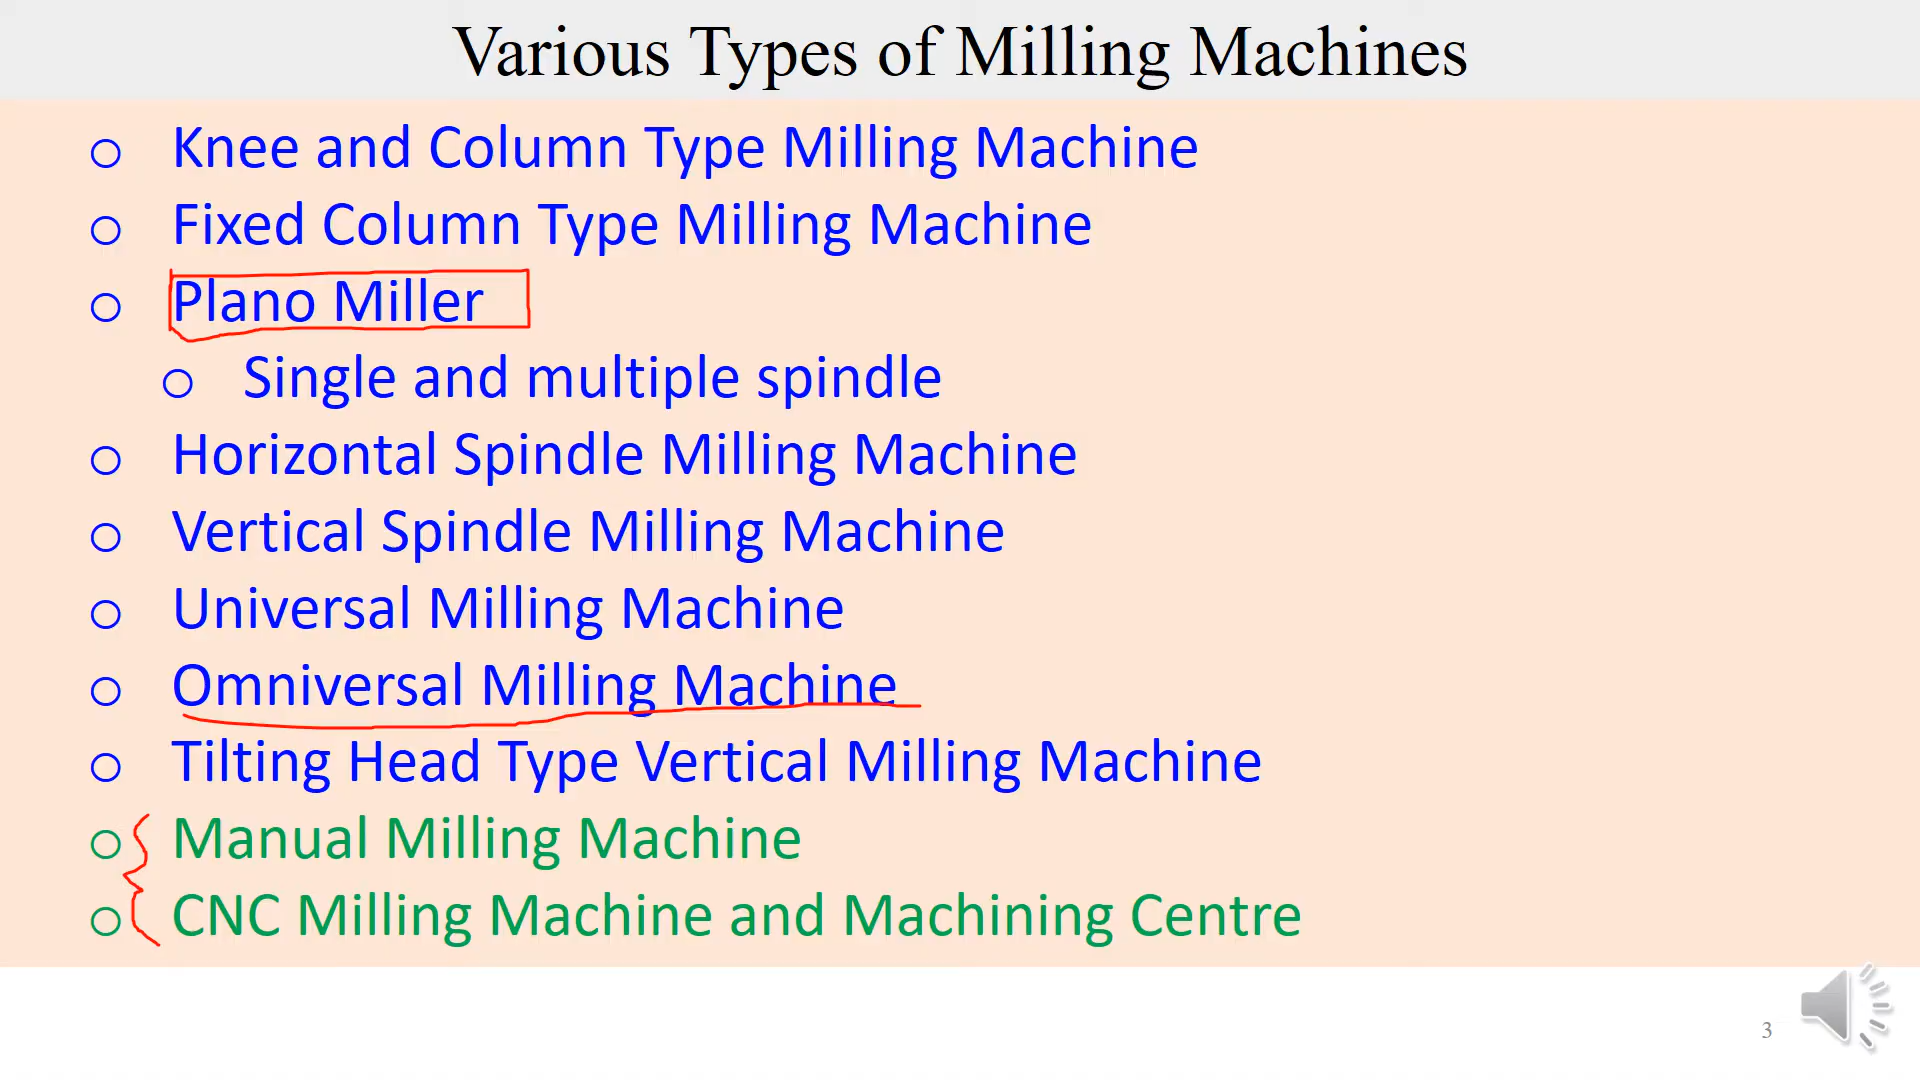 Various Types of Milling Machines
Knee and Column Type Milling Machine
Fixed Column Type Milling Machine
Plano Miller
Single and multiple spindle
Horizontal Spindle Milling Machine
Vertical Spindle Milling Machine
Universal Milling Machine
Omniversal Milling Machine
Tilting Head Type Vertical Milling Machine
Manual Milling Machine
CNC Milling Machine and Machining Centre
3